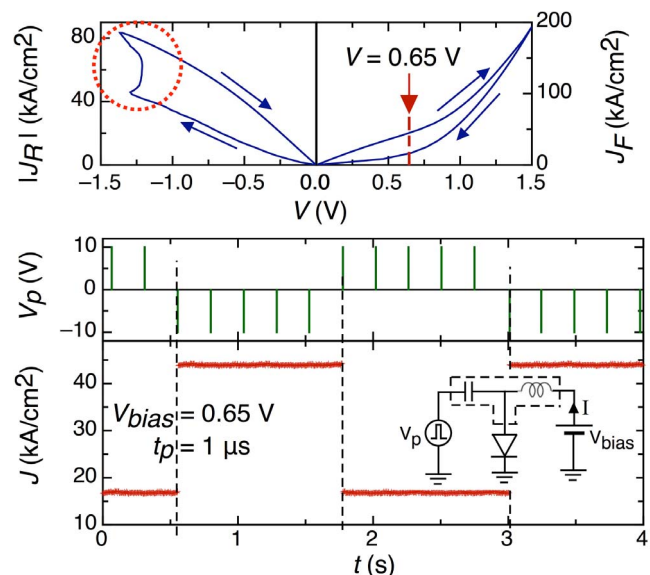 80
40
0
|J_R| (kA/cm²)
V = 0.65 V
200
100
0
J_F (kA/cm²)
−1.5 −1.0 −0.5 0.0 0.5 1.0 1.5
V (V)
10
0
−10
V_p (V)
40
30
20
10
J (kA/cm²)
V_bias = 0.65 V
t_p = 1 µs
I
V_p
V_bias
0 1 2 3 4
t (s)